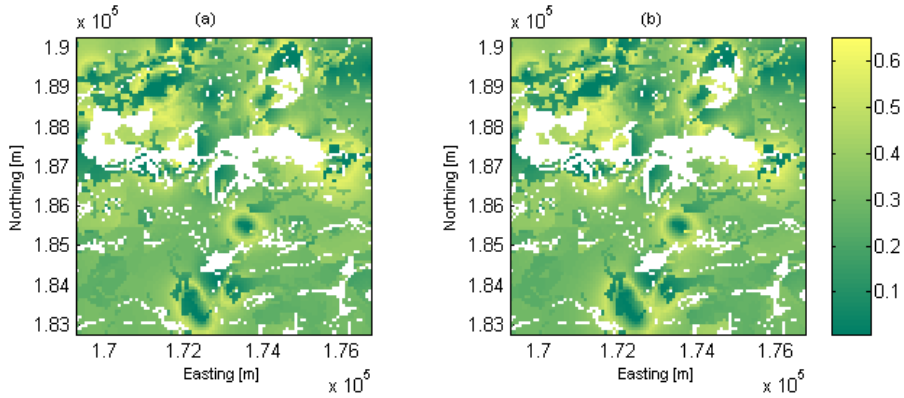 x 10^5 (a)
1.9
1.89
1.88
1.87
1.86
1.85
1.84
1.83
Northing [m]
1.7 1.72 1.74 1.76
Easting [m]
x 10^5
x 10^5 (b)
1.9
1.89
1.88
1.87
1.86
1.85
1.84
1.83
Northing [m]
1.7 1.72 1.74 1.76
Easting [m]
x 10^5
0.6
0.5
0.4
0.3
0.2
0.1